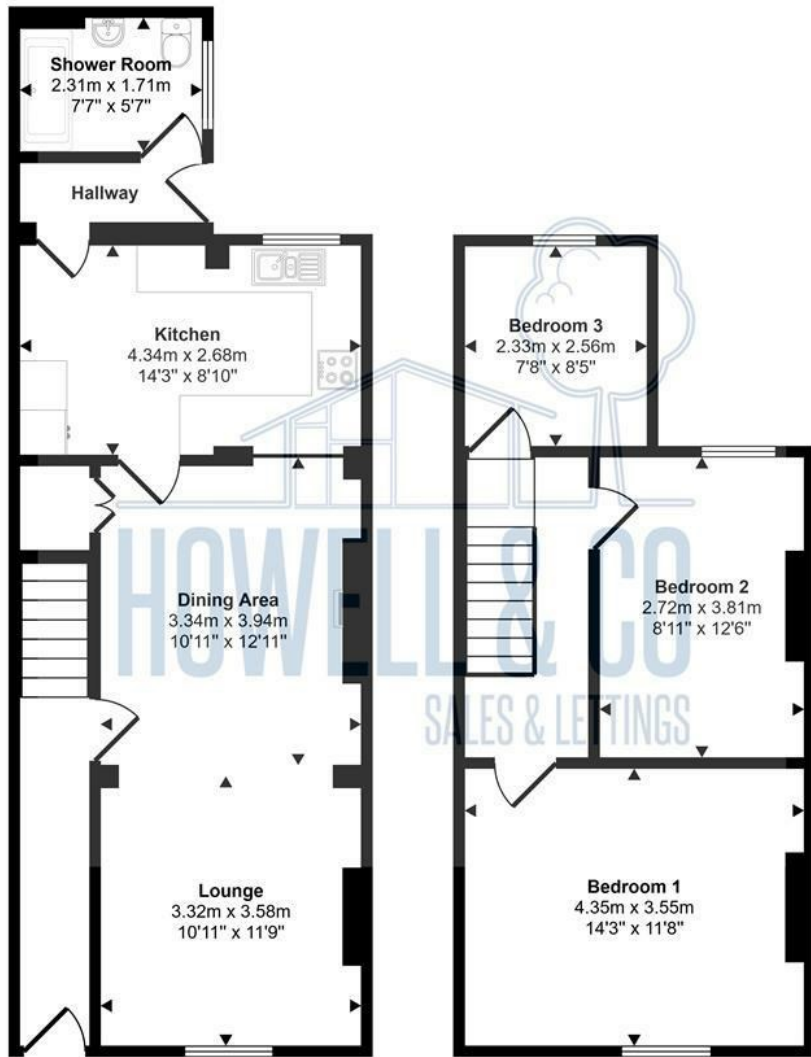 Shower Room
2.31m x 1.71m
7'7" x 5'7"
Hallway
Kitchen
4.34m x 2.68m
14'3" x 8'10"
Dining Area
3.34m x 3.94m
10'11" x 12'11"
Lounge
3.32m x 3.58m
10'11" x 11'9"
Bedroom 3
2.33m x 2.56m
7'8" x 8'5"
Bedroom 2
2.72m x 3.81m
8'11" x 12'6"
Bedroom 1
4.35m x 3.55m
14'3" x 11'8"
HOWELL & CO
SALES & LETTINGS